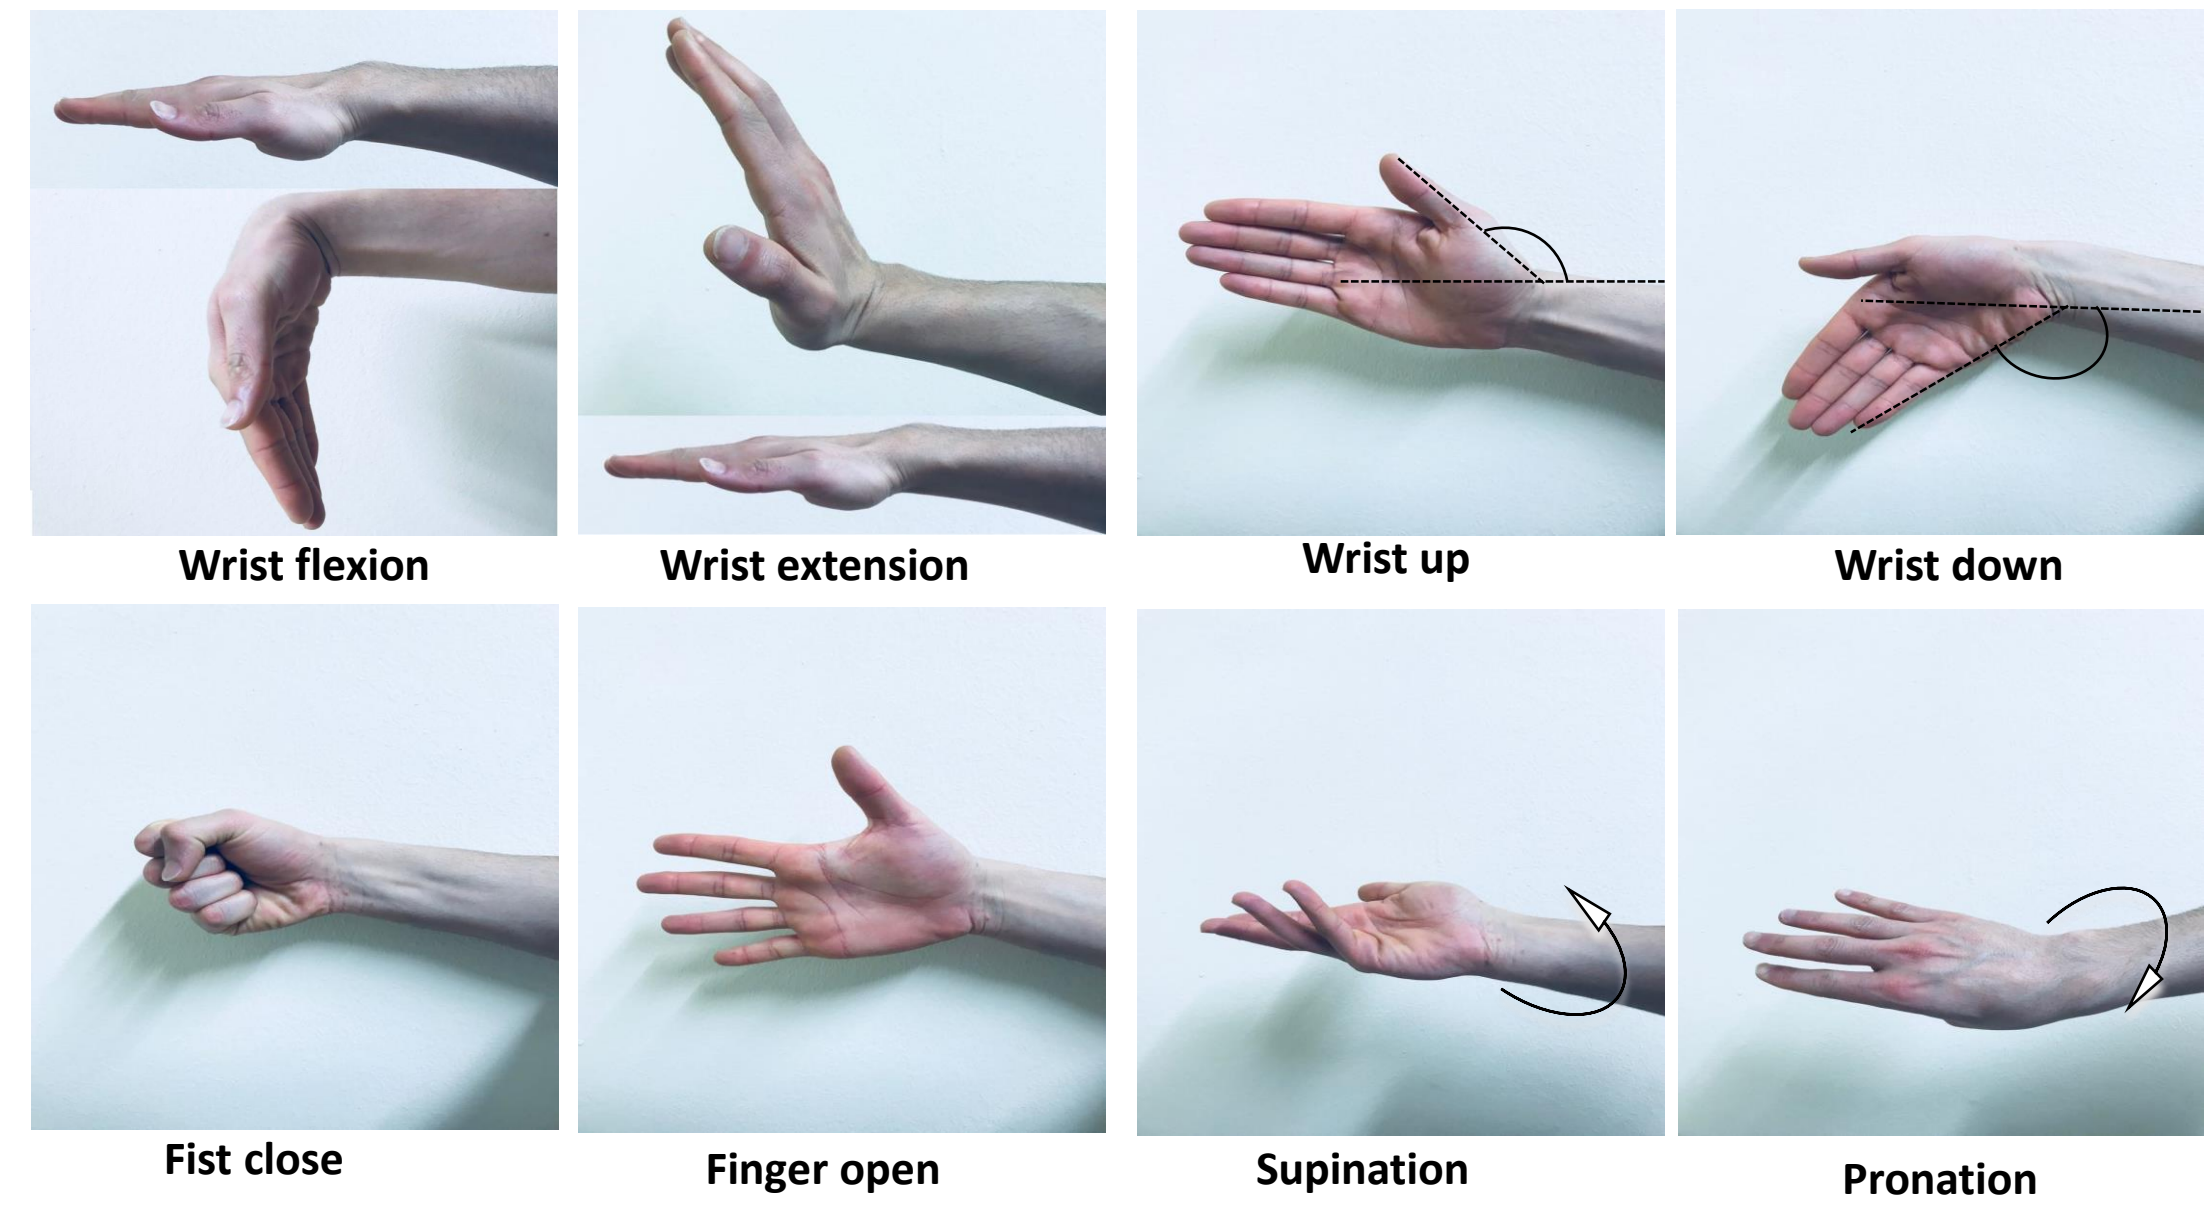 Wrist flexion
Wrist extension
Wrist up
Wrist down
Fist close
Finger open
Supination
Pronation